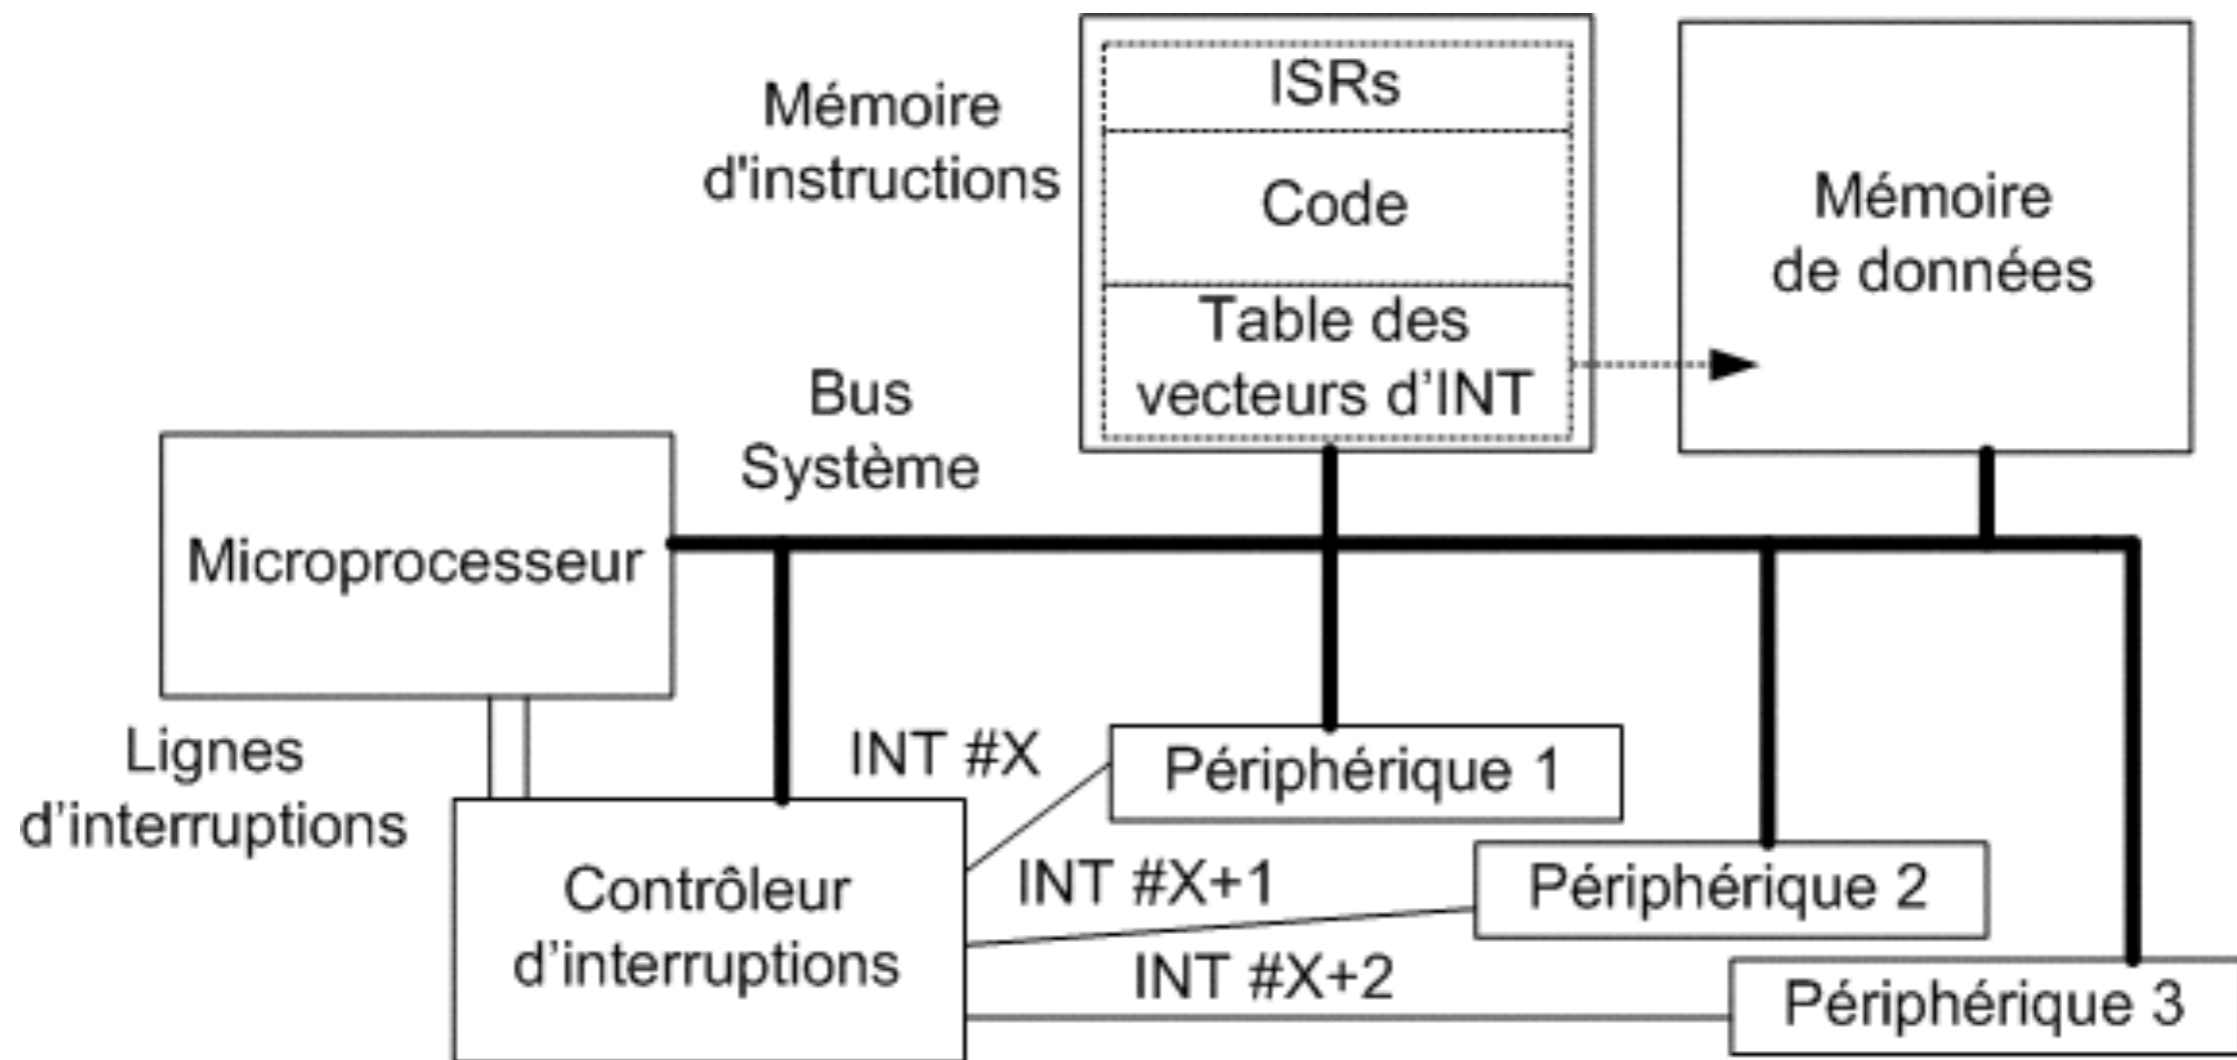 Mémoire
d'instructions
ISRs
Code
Table des
vecteurs d’INT
Mémoire
de données
Bus
Système
Microprocesseur
Lignes
d’interruptions
Contrôleur
d’interruptions
INT #X
Périphérique 1
INT #X+1
Périphérique 2
INT #X+2
Périphérique 3